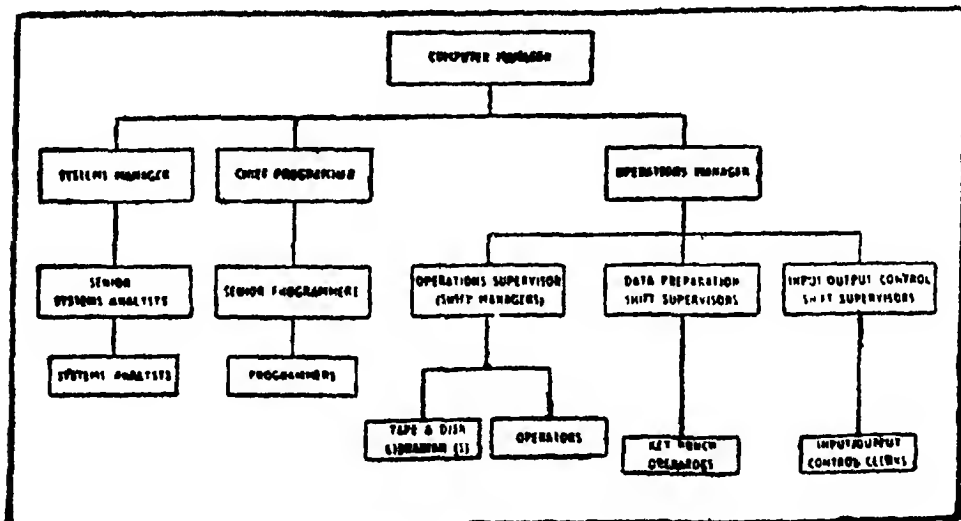 COMPUTER MANAGER
SYSTEMS MANAGER
CHIEF PROGRAMMER
OPERATIONS MANAGER
SENIOR
SYSTEMS ANALYSTS
SENIOR PROGRAMMERS
OPERATIONS SUPERVISOR
(SHIFT MANAGERS)
DATA PREPARATION
SHIFT SUPERVISORS
INPUT OUTPUT CONTROL
SHIFT SUPERVISORS
SYSTEMS ANALYSTS
PROGRAMMERS
TAPE & DISK
LIBRARIAN (S)
OPERATORS
KEY PUNCH
OPERATORS
INPUT/OUTPUT
CONTROL CLERKS